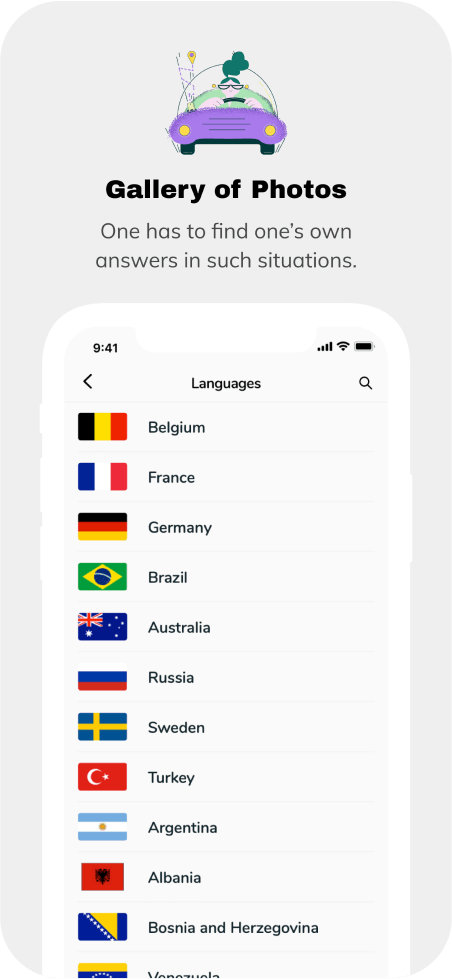 Gallery of Photos
One has to find one’s own
answers in such situations.
9:41
Languages
Belgium
France
Germany
Brazil
Australia
Russia
Sweden
Turkey
Argentina
Albania
Bosnia and Herzegovina
Venezuela